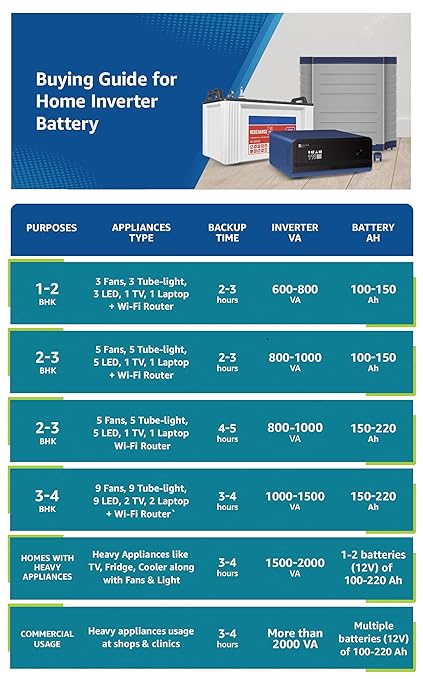 Buying Guide for
Home Inverter
Battery
REDCHARGE
PURPOSES
APPLIANCES
TYPE
BACKUP
TIME
INVERTER
VA
BATTERY
AH
1-2
BHK
3 Fans, 3 Tube-light,
3 LED, 1 TV, 1 Laptop
+ Wi-Fi Router
2-3
hours
600-800
VA
100-150
Ah
2-3
BHK
5 Fans, 5 Tube-light,
5 LED, 1 TV, 1 Laptop
+ Wi-Fi Router
2-3
hours
800-1000
VA
100-150
Ah
2-3
BHK
5 Fans, 5 Tube-light,
5 LED, 1 TV, 1 Laptop
Wi-Fi Router
4-5
hours
800-1000
VA
150-220
Ah
3-4
BHK
9 Fans, 9 Tube-light,
9 LED, 2 TV, 2 Laptop
+ Wi-Fi Router`
3-4
hours
1000-1500
VA
150-220
Ah
HOMES WITH
HEAVY
APPLIANCES
Heavy Appliances like
TV, Fridge, Cooler along
with Fans & Light
3-4
hours
1500-2000
VA
1-2 batteries
(12V) of
100-220 Ah
COMMERCIAL
USAGE
Heavy appliances usage
at shops & clinics
3-4
hours
More than
2000 VA
Multiple
batteries (12V)
of 100-220 Ah